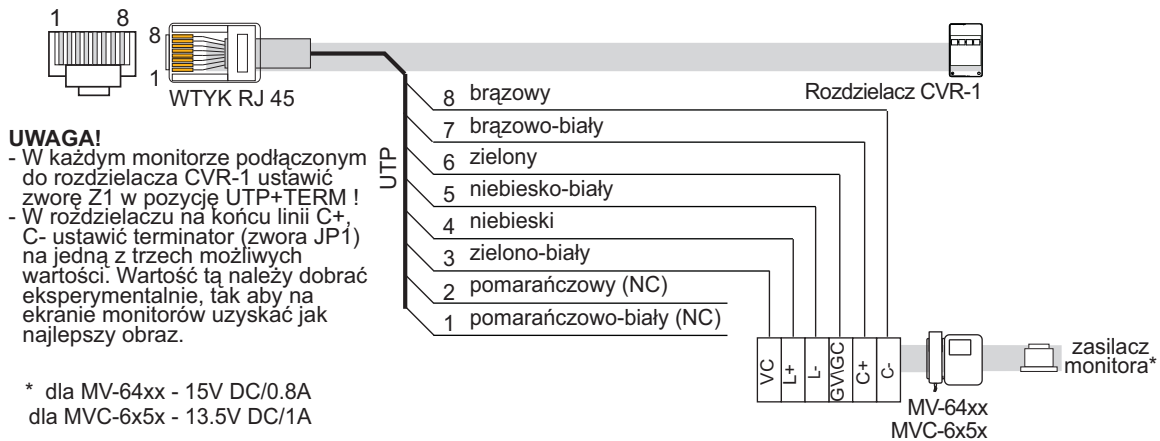 1 8
8
1
WTYK RJ 45
Rozdzielacz CVR-1
UWAGA!
- W każdym monitorze podłączonym
do rozdzielacza CVR-1 ustawić
zworę Z1 w pozycję UTP+TERM !
- W rozdzielaczu na końcu linii C+,
C- ustawić terminator (zwora JP1)
na jedną z trzech możliwych
wartości. Wartość tą należy dobrać
eksperymentalnie, tak aby na
ekranie monitorów uzyskać jak
najlepszy obraz.
* dla MV-64xx - 15V DC/0.8A
dla MVC-6x5x - 13.5V DC/1A
UTP
8 brązowy
7 brązowo-biały
6 zielony
5 niebiesko-biały
4 niebieski
3 zielono-biały
2 pomarańczowy (NC)
1 pomarańczowo-biały (NC)
VC
L+
L-
GV\GC
C+
C-
MV-64xx
MVC-6x5x
zasilacz
monitora*